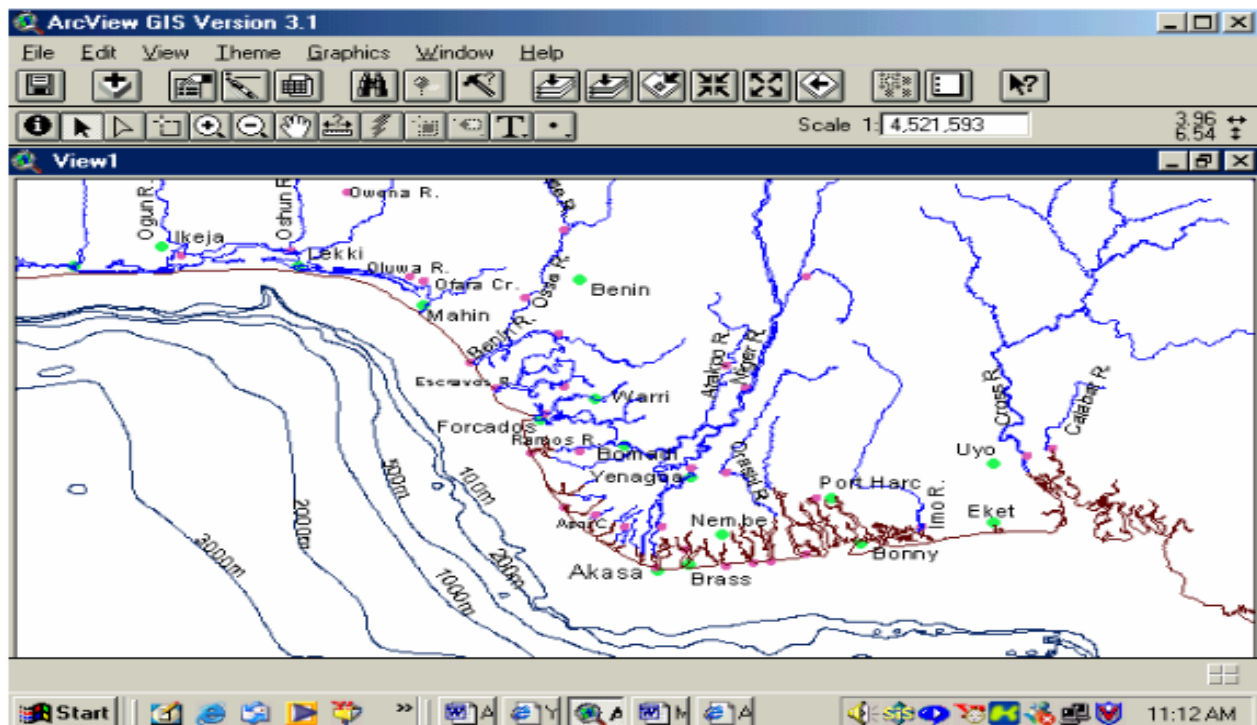 ArcView GIS Version 3.1
File Edit View Theme Graphics Window Help
Scale 1: 4,521,593
3.96
6.54
View1
Ogun R.
Oshun R.
Owena R.
Ikeja
Lekki
Oluwa R.
Ofara Cr.
Mahin
Osse R.
Benin
Benin R.
Escravos R.
Warri
Forcados
Ramos R.
Bomadi
Yenagoa
Niger R.
Orashi R.
Port Harc
Imo R.
Cross R.
Calabar R.
Uyo
Eket
Nembe
Bonny
Akasa
Brass
100m
200m
500m
1000m
2000m
3000m
Start
11:12 AM